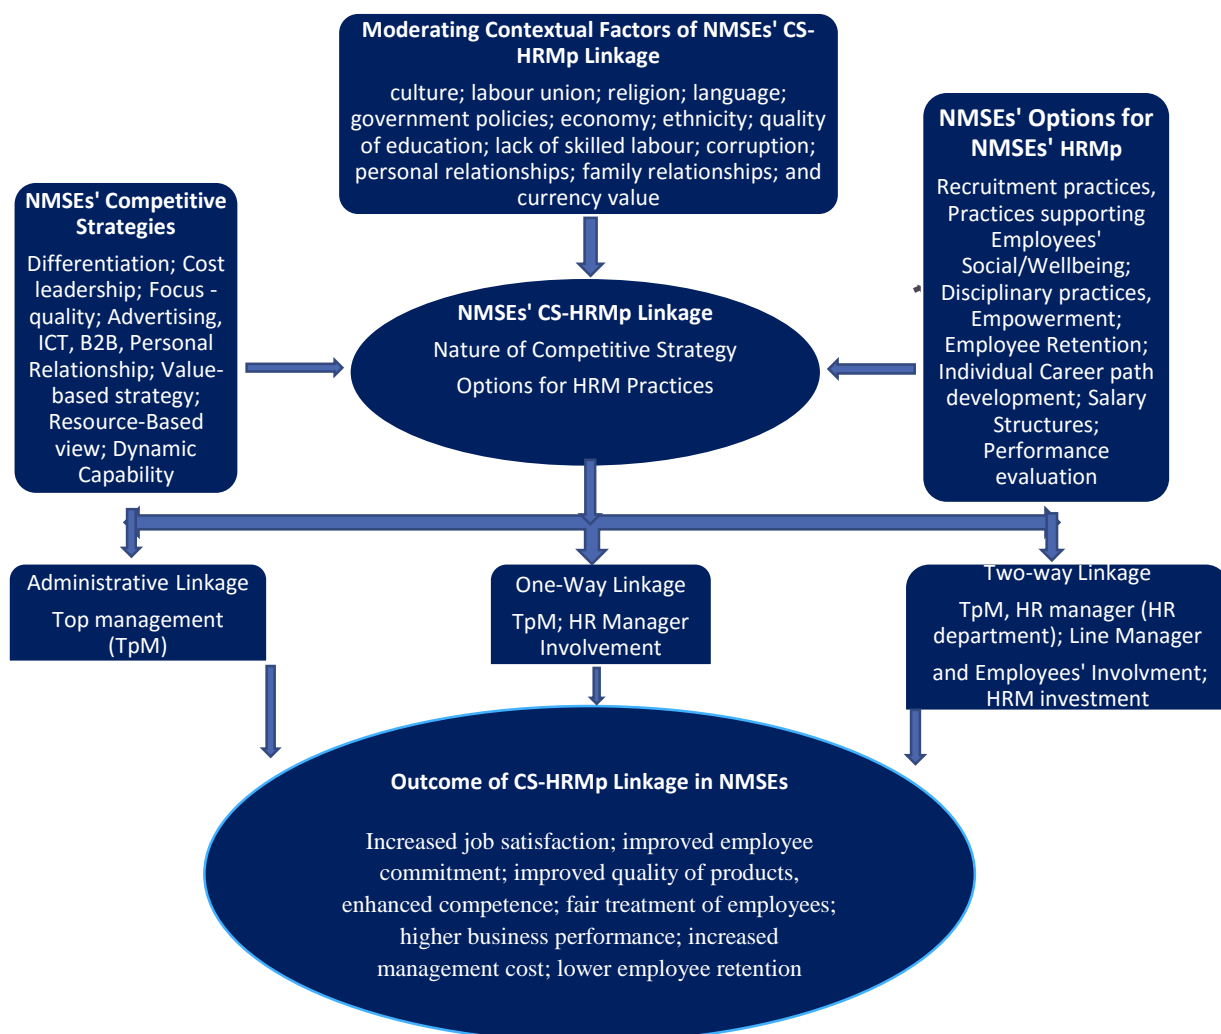 Moderating Contextual Factors of NMSEs' CS-
HRMp Linkage
culture; labour union; religion; language;
government policies; economy; ethnicity; quality
of education; lack of skilled labour; corruption;
personal relationships; family relationships; and
currency value
NMSEs' Competitive
Strategies
Differentiation; Cost
leadership; Focus -
quality; Advertising,
ICT, B2B, Personal
Relationship; Value-
based strategy;
Resource-Based
view; Dynamic
Capability
NMSEs' CS-HRMp Linkage
Nature of Competitive Strategy
Options for HRM Practices
NMSEs' Options for
NMSEs' HRMp
Recruitment practices,
Practices supporting
Employees'
Social/Wellbeing;
Disciplinary practices,
Empowerment;
Employee Retention;
Individual Career path
development; Salary
Structures;
Performance
evaluation
Administrative Linkage
Top management
(TpM)
One-Way Linkage
TpM; HR Manager
Involvement
Two-way Linkage
TpM, HR manager (HR
department); Line Manager
and Employees' Involvment;
HRM investment
Outcome of CS-HRMp Linkage in NMSEs
Increased job satisfaction; improved employee
commitment; improved quality of products,
enhanced competence; fair treatment of employees;
higher business performance; increased
management cost; lower employee retention